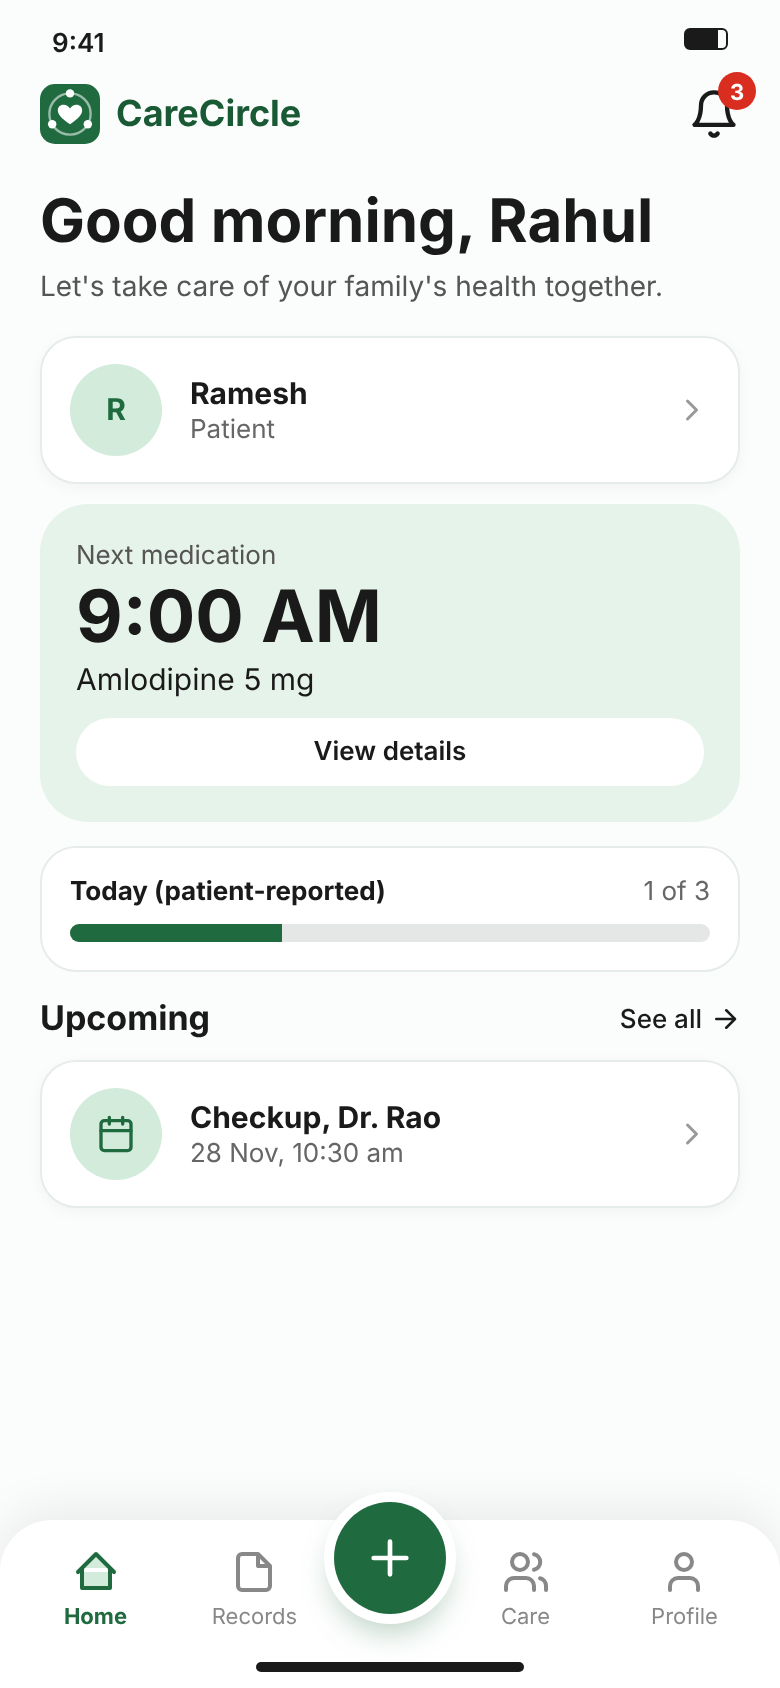 9:41
CareCircle
3
Good morning, Rahul
Let's take care of your family's health together.
R
Ramesh
Patient
Next medication
9:00 AM
Amlodipine 5 mg
View details
Today (patient-reported)
1 of 3
Upcoming
See all →
Checkup, Dr. Rao
28 Nov, 10:30 am
Home
Records
Care
Profile